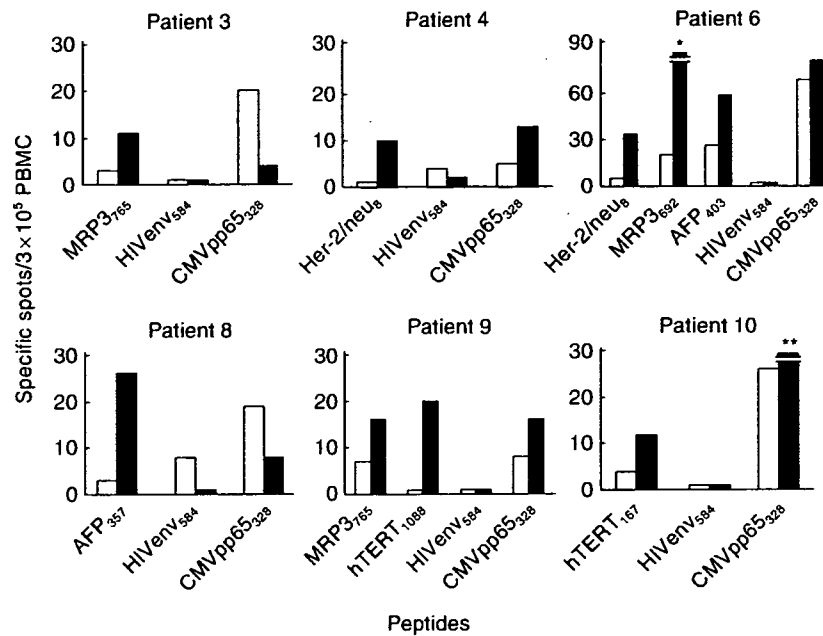 Specific spots/3×10⁵ PBMC
Patient 3
30
20
10
0
MRP3₇₆₅
HIVenv₅₈₄
CMVpp65₃₂₈
Patient 4
30
20
10
0
Her-2/neu₈
HIVenv₅₈₄
CMVpp65₃₂₈
Patient 6
90
60
30
0
*
Her-2/neu₈
MRP3₆₉₂
AFP₄₀₃
HIVenv₅₈₄
CMVpp65₃₂₈
Patient 8
30
20
10
0
AFP₃₅₇
HIVenv₅₈₄
CMVpp65₃₂₈
Patient 9
30
20
10
0
MRP3₇₆₅
hTERT₁₀₈₈
HIVenv₅₈₄
CMVpp65₃₂₈
Patient 10
30
20
10
0
**
hTERT₁₆₇
HIVenv₅₈₄
CMVpp65₃₂₈
Peptides